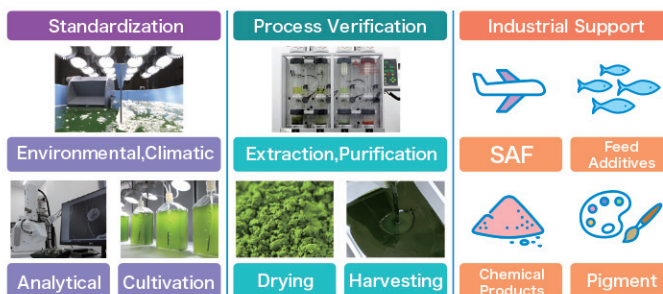 Standardization
Environmental,Climatic
Analytical
Cultivation
Process Verification
Extraction,Purification
Drying
Harvesting
Industrial Support
SAF
Feed
Additives
Chemical
Products
Pigment